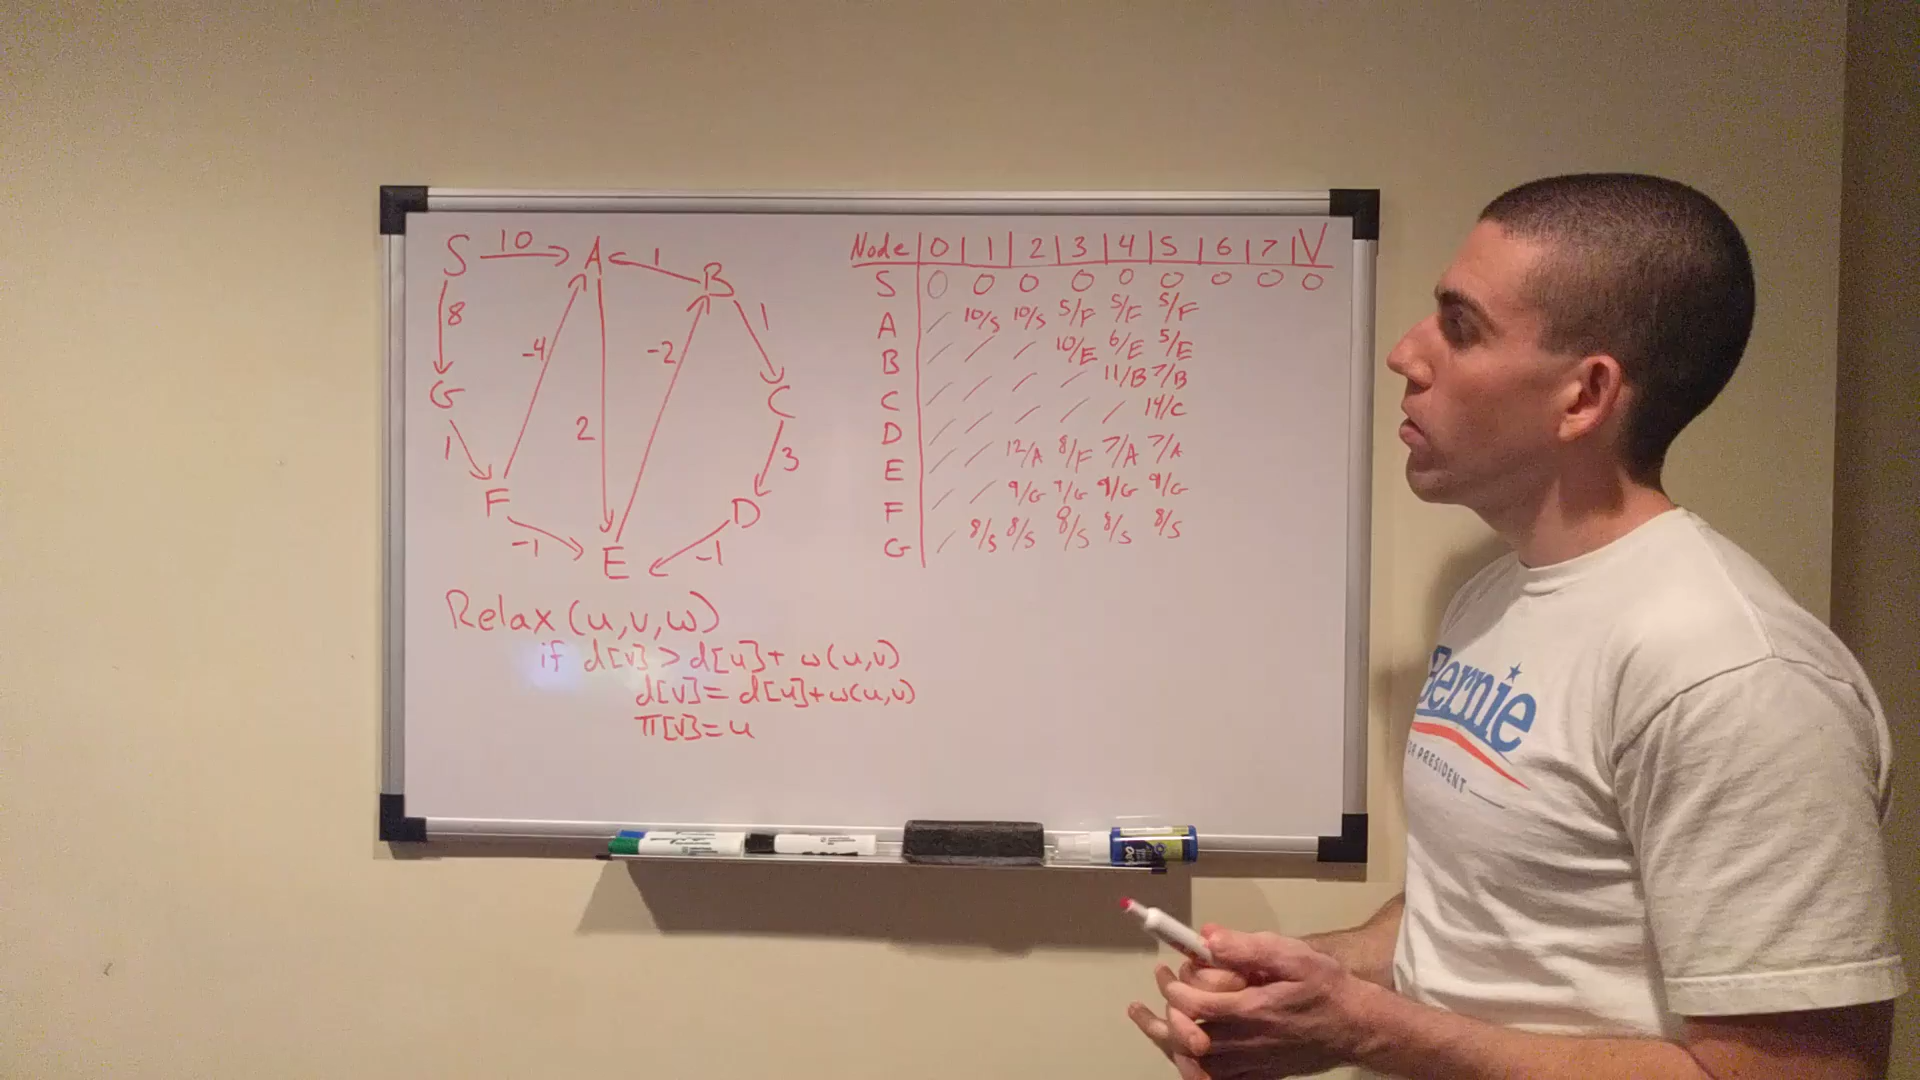 S 10 A 1 B
8 -4 -2 1
G 2 C
1 3
F D
-1 E -1
Relax (u,v,w)
if d[v] > d[u] + w(u,v)
d[v] = d[u] + w(u,v)
π[v] = u
Node | 0 | 1 | 2 | 3 | 4 | 5 | 6 | 7 | V
S 0 0 0 0 0 0 0 0 0
A / 10/S 10/S 5/F 5/F 5/F
B / / / 10/E 6/E 5/E
C / / / / 11/B 7/B
D / / / / / 14/C
E / / 12/A 8/F 7/A 7/A
F / / 9/G 9/G 9/G 9/G
G / 8/S 8/S 8/S 8/S 8/S
Bernie
PRESIDENT